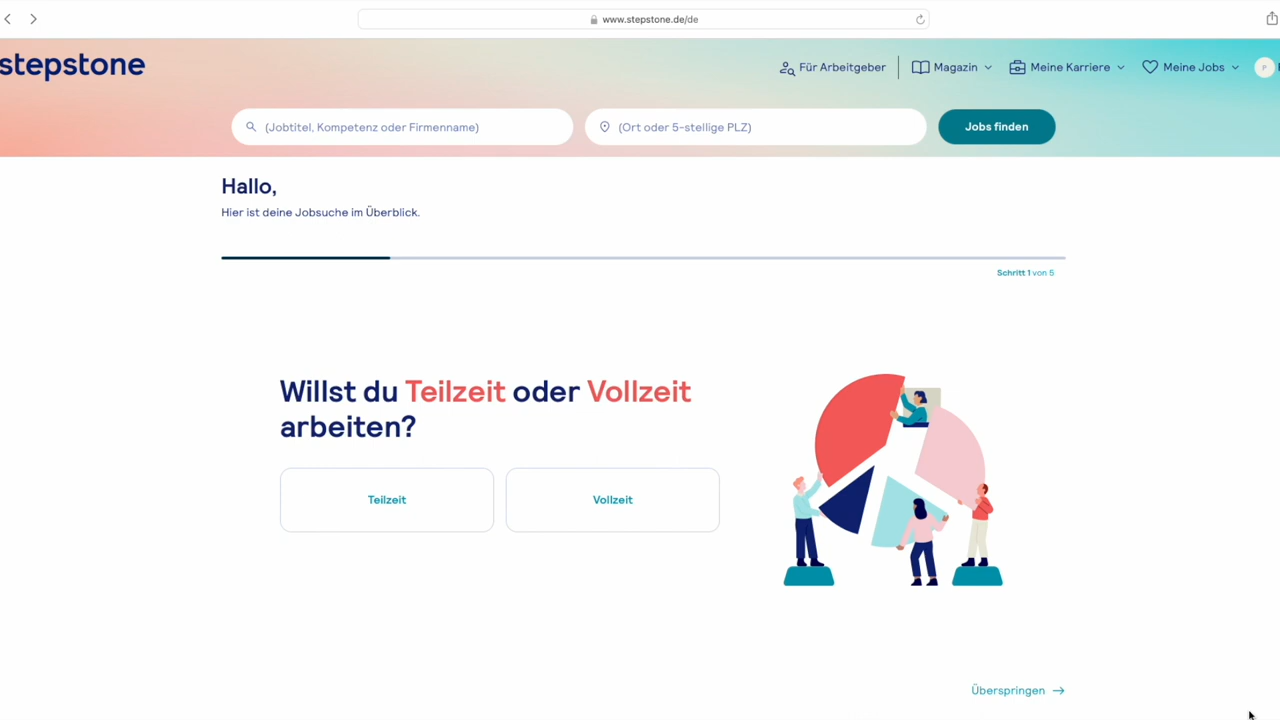 www.stepstone.de/de
stepstone
Für Arbeitgeber
Magazin
Meine Karriere
Meine Jobs
P
(Jobtitel, Kompetenz oder Firmenname)
(Ort oder 5-stellige PLZ)
Jobs finden
Hallo,
Hier ist deine Jobsuche im Überblick.
Schritt 1 von 5
Willst du Teilzeit oder Vollzeit
arbeiten?
Teilzeit
Vollzeit
Überspringen